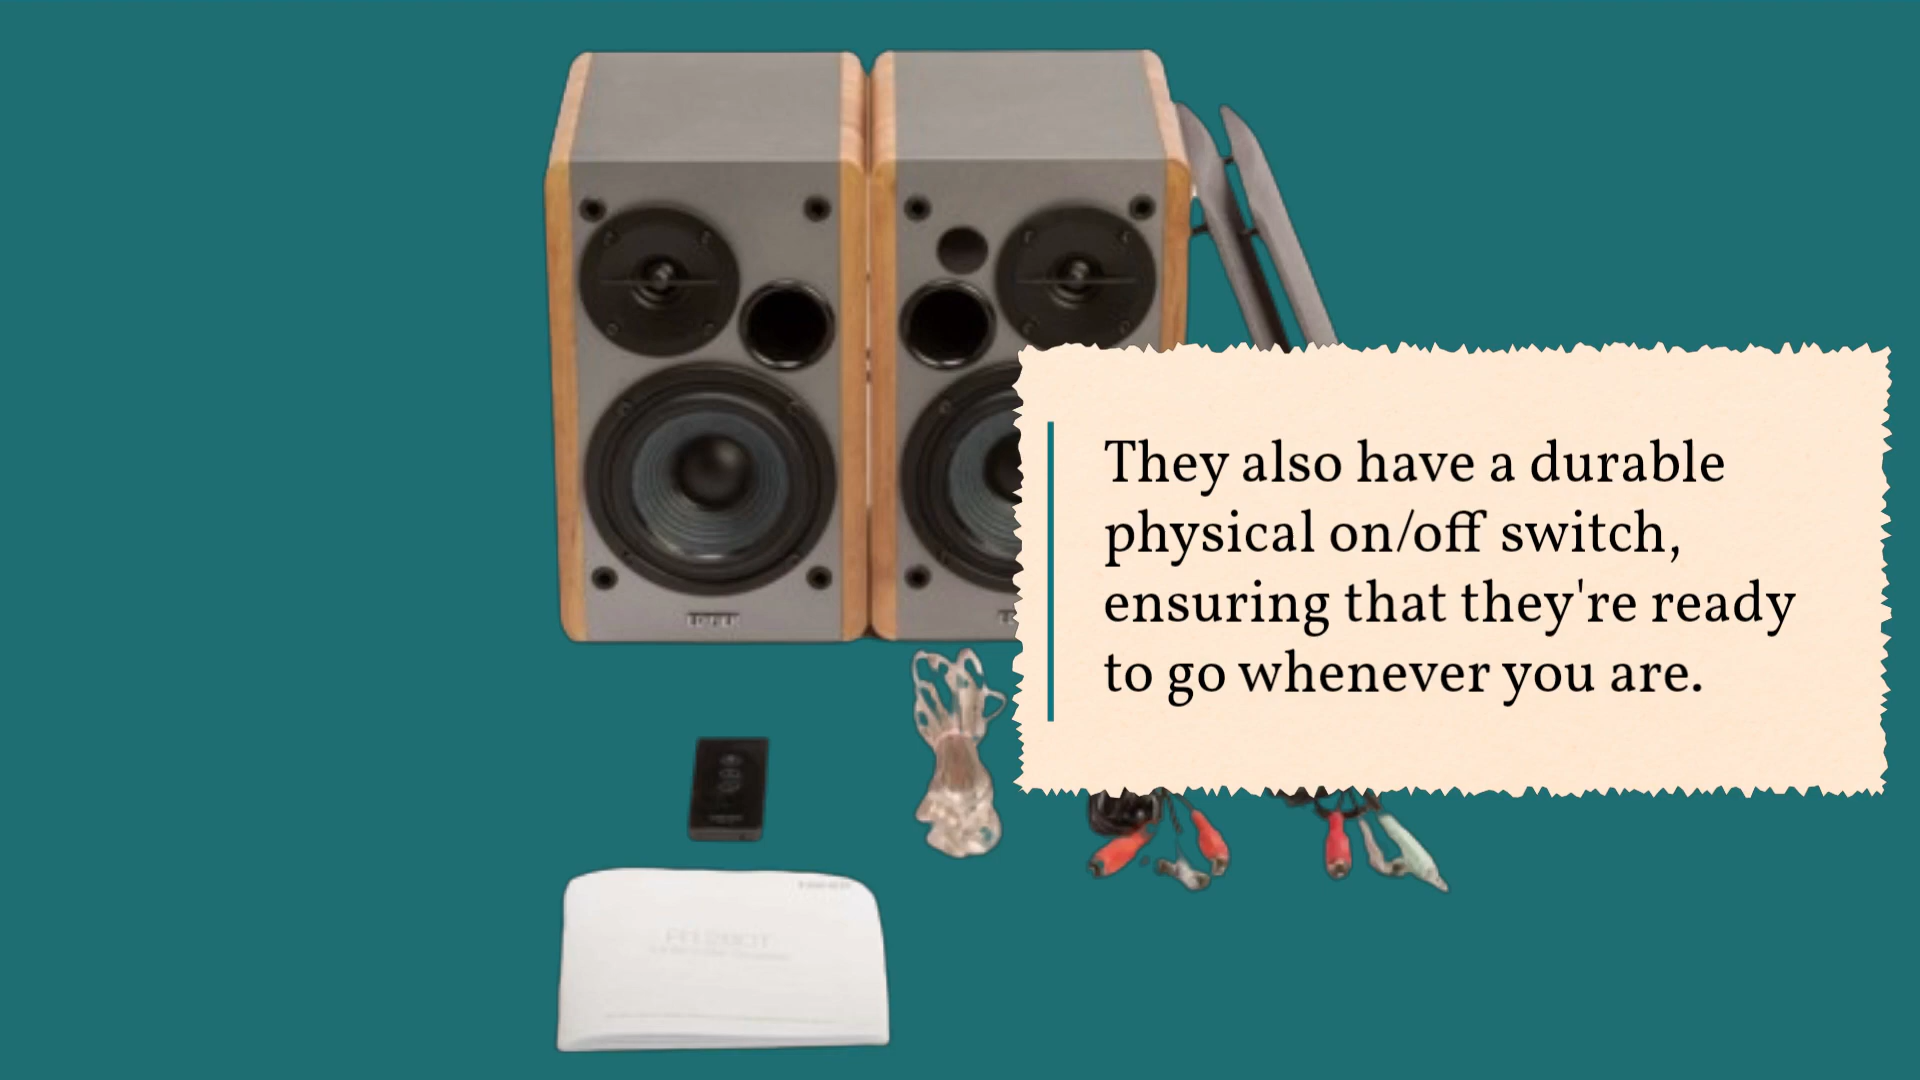 They also have a durable
physical on/off switch,
ensuring that they're ready
to go whenever you are.